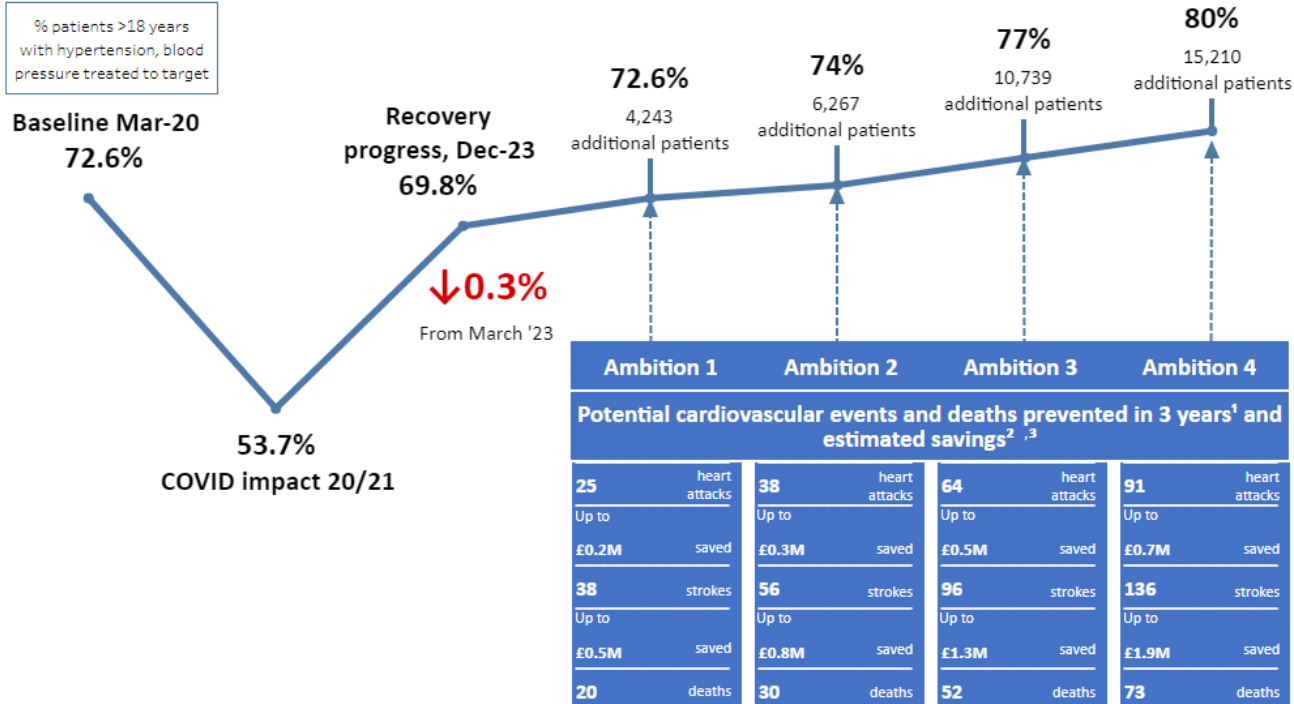 % patients >18 years
with hypertension, blood
pressure treated to target
Baseline Mar-20
72.6%
53.7%
COVID impact 20/21
Recovery
progress, Dec-23
69.8%
↓0.3%
From March '23
72.6%
4,243
additional patients
74%
6,267
additional patients
77%
10,739
additional patients
80%
15,210
additional patients
Ambition 1 Ambition 2 Ambition 3 Ambition 4
Potential cardiovascular events and deaths prevented in 3 years¹ and
estimated savings² ,³
25 heart attacks 38 heart attacks 64 heart attacks 91 heart attacks
Up to Up to Up to Up to
£0.2M saved £0.3M saved £0.5M saved £0.7M saved
38 strokes 56 strokes 96 strokes 136 strokes
Up to Up to Up to Up to
£0.5M saved £0.8M saved £1.3M saved £1.9M saved
20 deaths 30 deaths 52 deaths 73 deaths